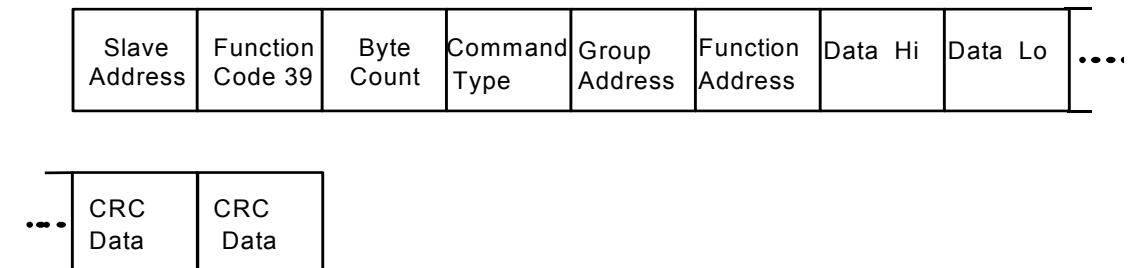 Slave Address
Function Code 39
Byte Count
Command Type
Group Address
Function Address
Data Hi
Data Lo
CRC Data
CRC Data